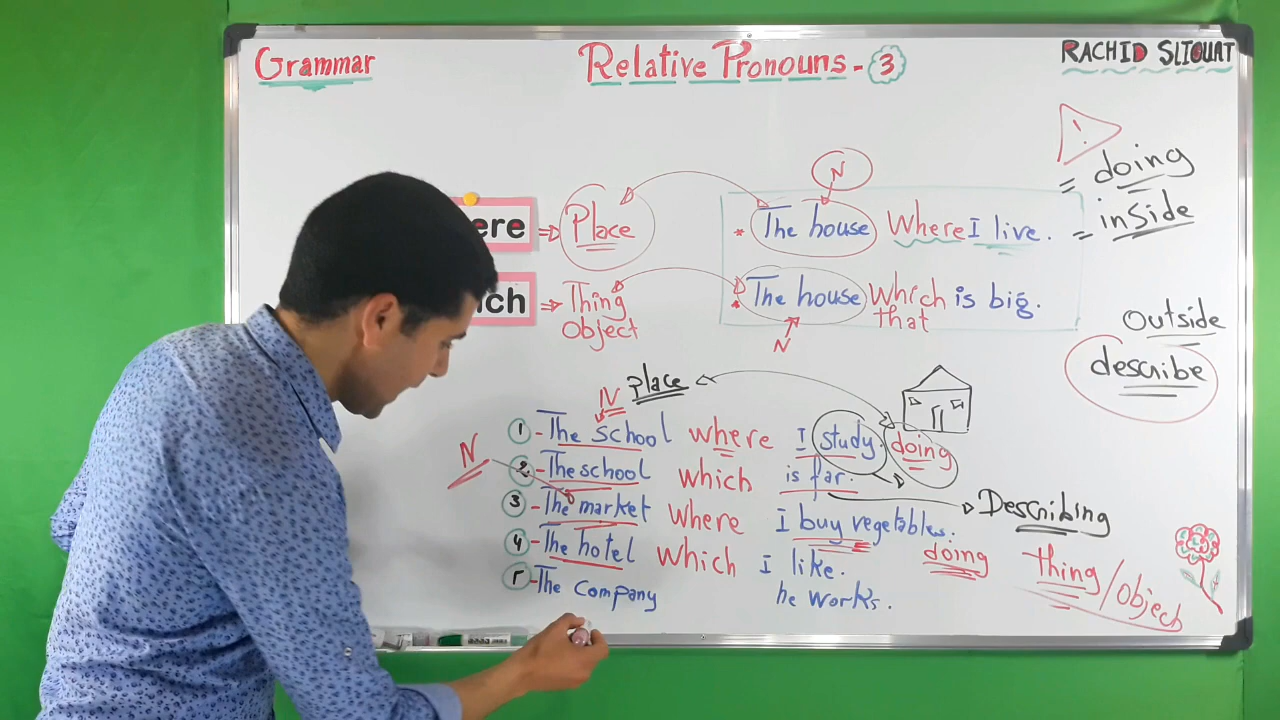 Grammar
Relative Pronouns - 3
RACHID SLIOUAT
!
= doing
N
ere => Place
* The house Where I live.
= inside
ich => Thing
Object
* The house Which is big.
that
N
Outside
describe
N Place
1 - The school where I study. doing
N
2 - The school which is far.
Describing
3 - The market where I buy vegetables.
4 - The hotel which I like.
doing
thing/object
5 - The Company he works.